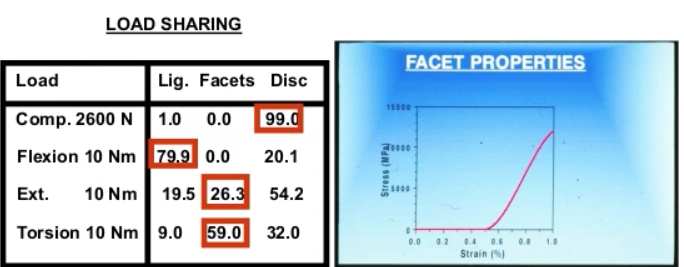 LOAD SHARING
Load Lig. Facets Disc
Comp. 2600 N 1.0 0.0 99.0
Flexion 10 Nm 79.9 0.0 20.1
Ext. 10 Nm 19.5 26.3 54.2
Torsion 10 Nm 9.0 59.0 32.0
FACET PROPERTIES
15000
10000
5000
0
Stress (MPa)
0.0 0.2 0.4 0.6 0.8 1.0
Strain (%)